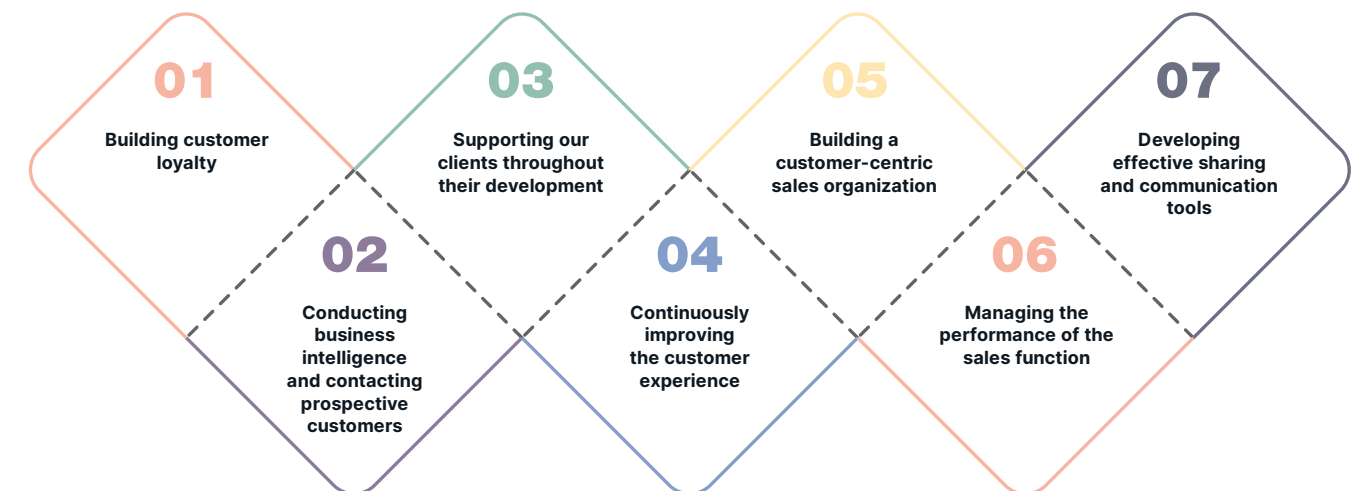 01
Building customer
loyalty
02
Conducting
business
intelligence
and contacting
prospective
customers
03
Supporting our
clients throughout
their development
04
Continuously
improving
the customer
experience
05
Building a
customer-centric
sales organization
06
Managing the
performance of the
sales function
07
Developing
effective sharing
and communication
tools